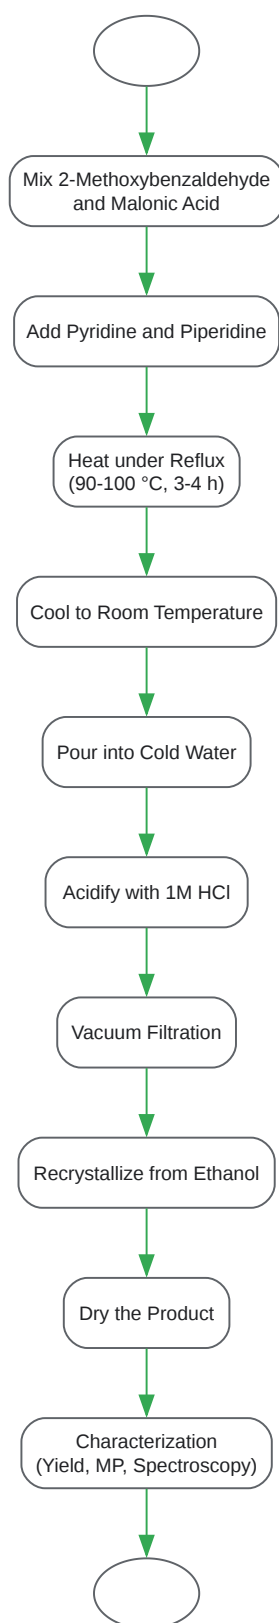 Mix 2-Methoxybenzaldehyde
and Malonic Acid
Add Pyridine and Piperidine
Heat under Reflux
(90-100 °C, 3-4 h)
Cool to Room Temperature
Pour into Cold Water
Acidify with 1M HCl
Vacuum Filtration
Recrystallize from Ethanol
Dry the Product
Characterization
(Yield, MP, Spectroscopy)